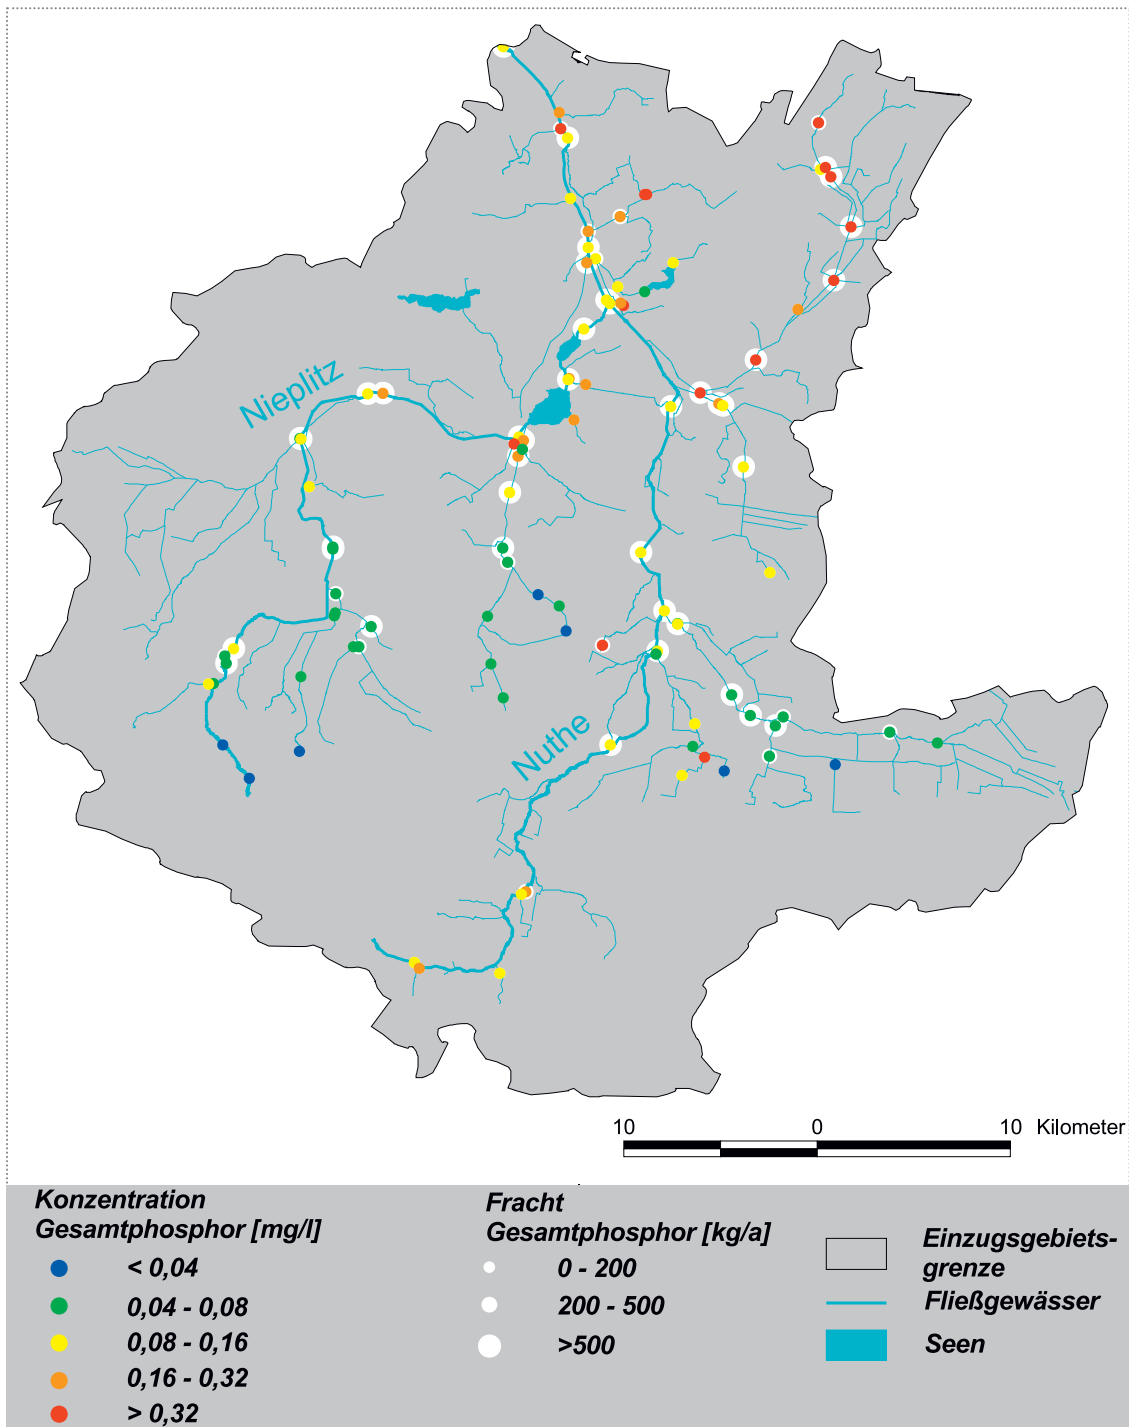 Nieplitz
Nuthe
10 0 10 Kilometer
Konzentration
Gesamtphosphor [mg/l]
< 0,04
0,04 - 0,08
0,08 - 0,16
0,16 - 0,32
> 0,32
Fracht
Gesamtphosphor [kg/a]
0 - 200
200 - 500
>500
Einzugsgebiets-
grenze
Fließgewässer
Seen